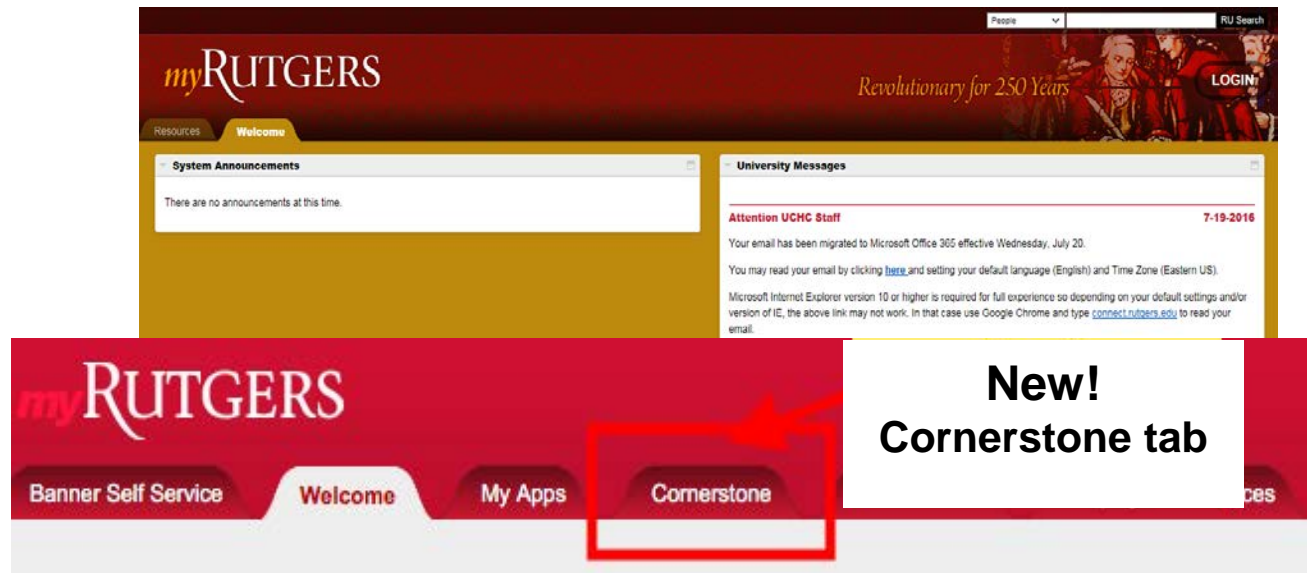 People RU Search
myRUTGERS
Revolutionary for 250 Years
LOGIN
Resources Welcome
System Announcements
There are no announcements at this time.
University Messages
Attention UCHC Staff 7-19-2016
Your email has been migrated to Microsoft Office 365 effective Wednesday, July 20.
You may read your email by clicking here and setting your default language (English) and Time Zone (Eastern US).
Microsoft Internet Explorer version 10 or higher is required for full experience so depending on your default settings and/or
version of IE, the above link may not work. In that case use Google Chrome and type connect.rutgers.edu to read your
email.
myRUTGERS
New!
Cornerstone tab
Banner Self Service Welcome My Apps Cornerstone ces